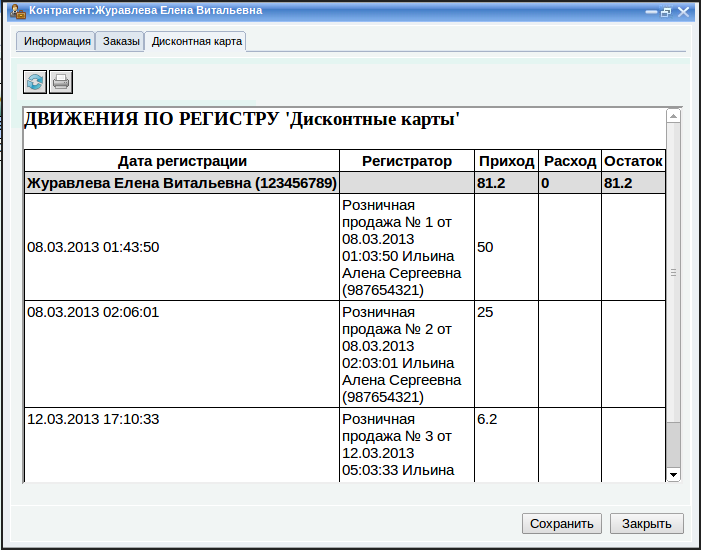 Контрагент:Журавлева Елена Витальевна
Информация Заказы Дисконтная карта
ДВИЖЕНИЯ ПО РЕГИСТРУ 'Дисконтные карты'
Дата регистрации Регистратор Приход Расход Остаток
Журавлева Елена Витальевна (123456789) 81.2 0 81.2
08.03.2013 01:43:50
Розничная
продажа № 1 от
08.03.2013
01:03:50 Ильина
Алена Сергеевна
(987654321)
50
08.03.2013 02:06:01
Розничная
продажа № 2 от
08.03.2013
02:03:01 Ильина
Алена Сергеевна
(987654321)
25
12.03.2013 17:10:33
Розничная
продажа № 3 от
12.03.2013
05:03:33 Ильина
6.2
Сохранить Закрыть